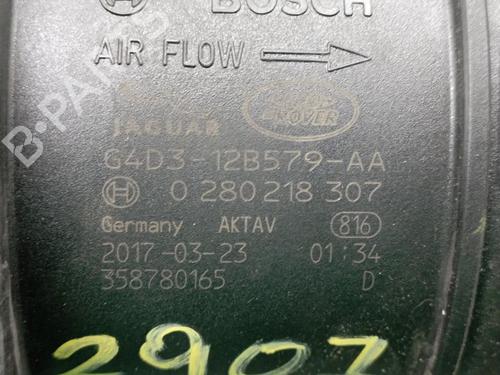 BOSCH
AIR FLOW
JAGUAR
ROVER
G4D3-12B579-AA
0 280 218 307
Germany AKTAV 816
2017-03-23 01:34
358780165 D
2907
B-PARTS